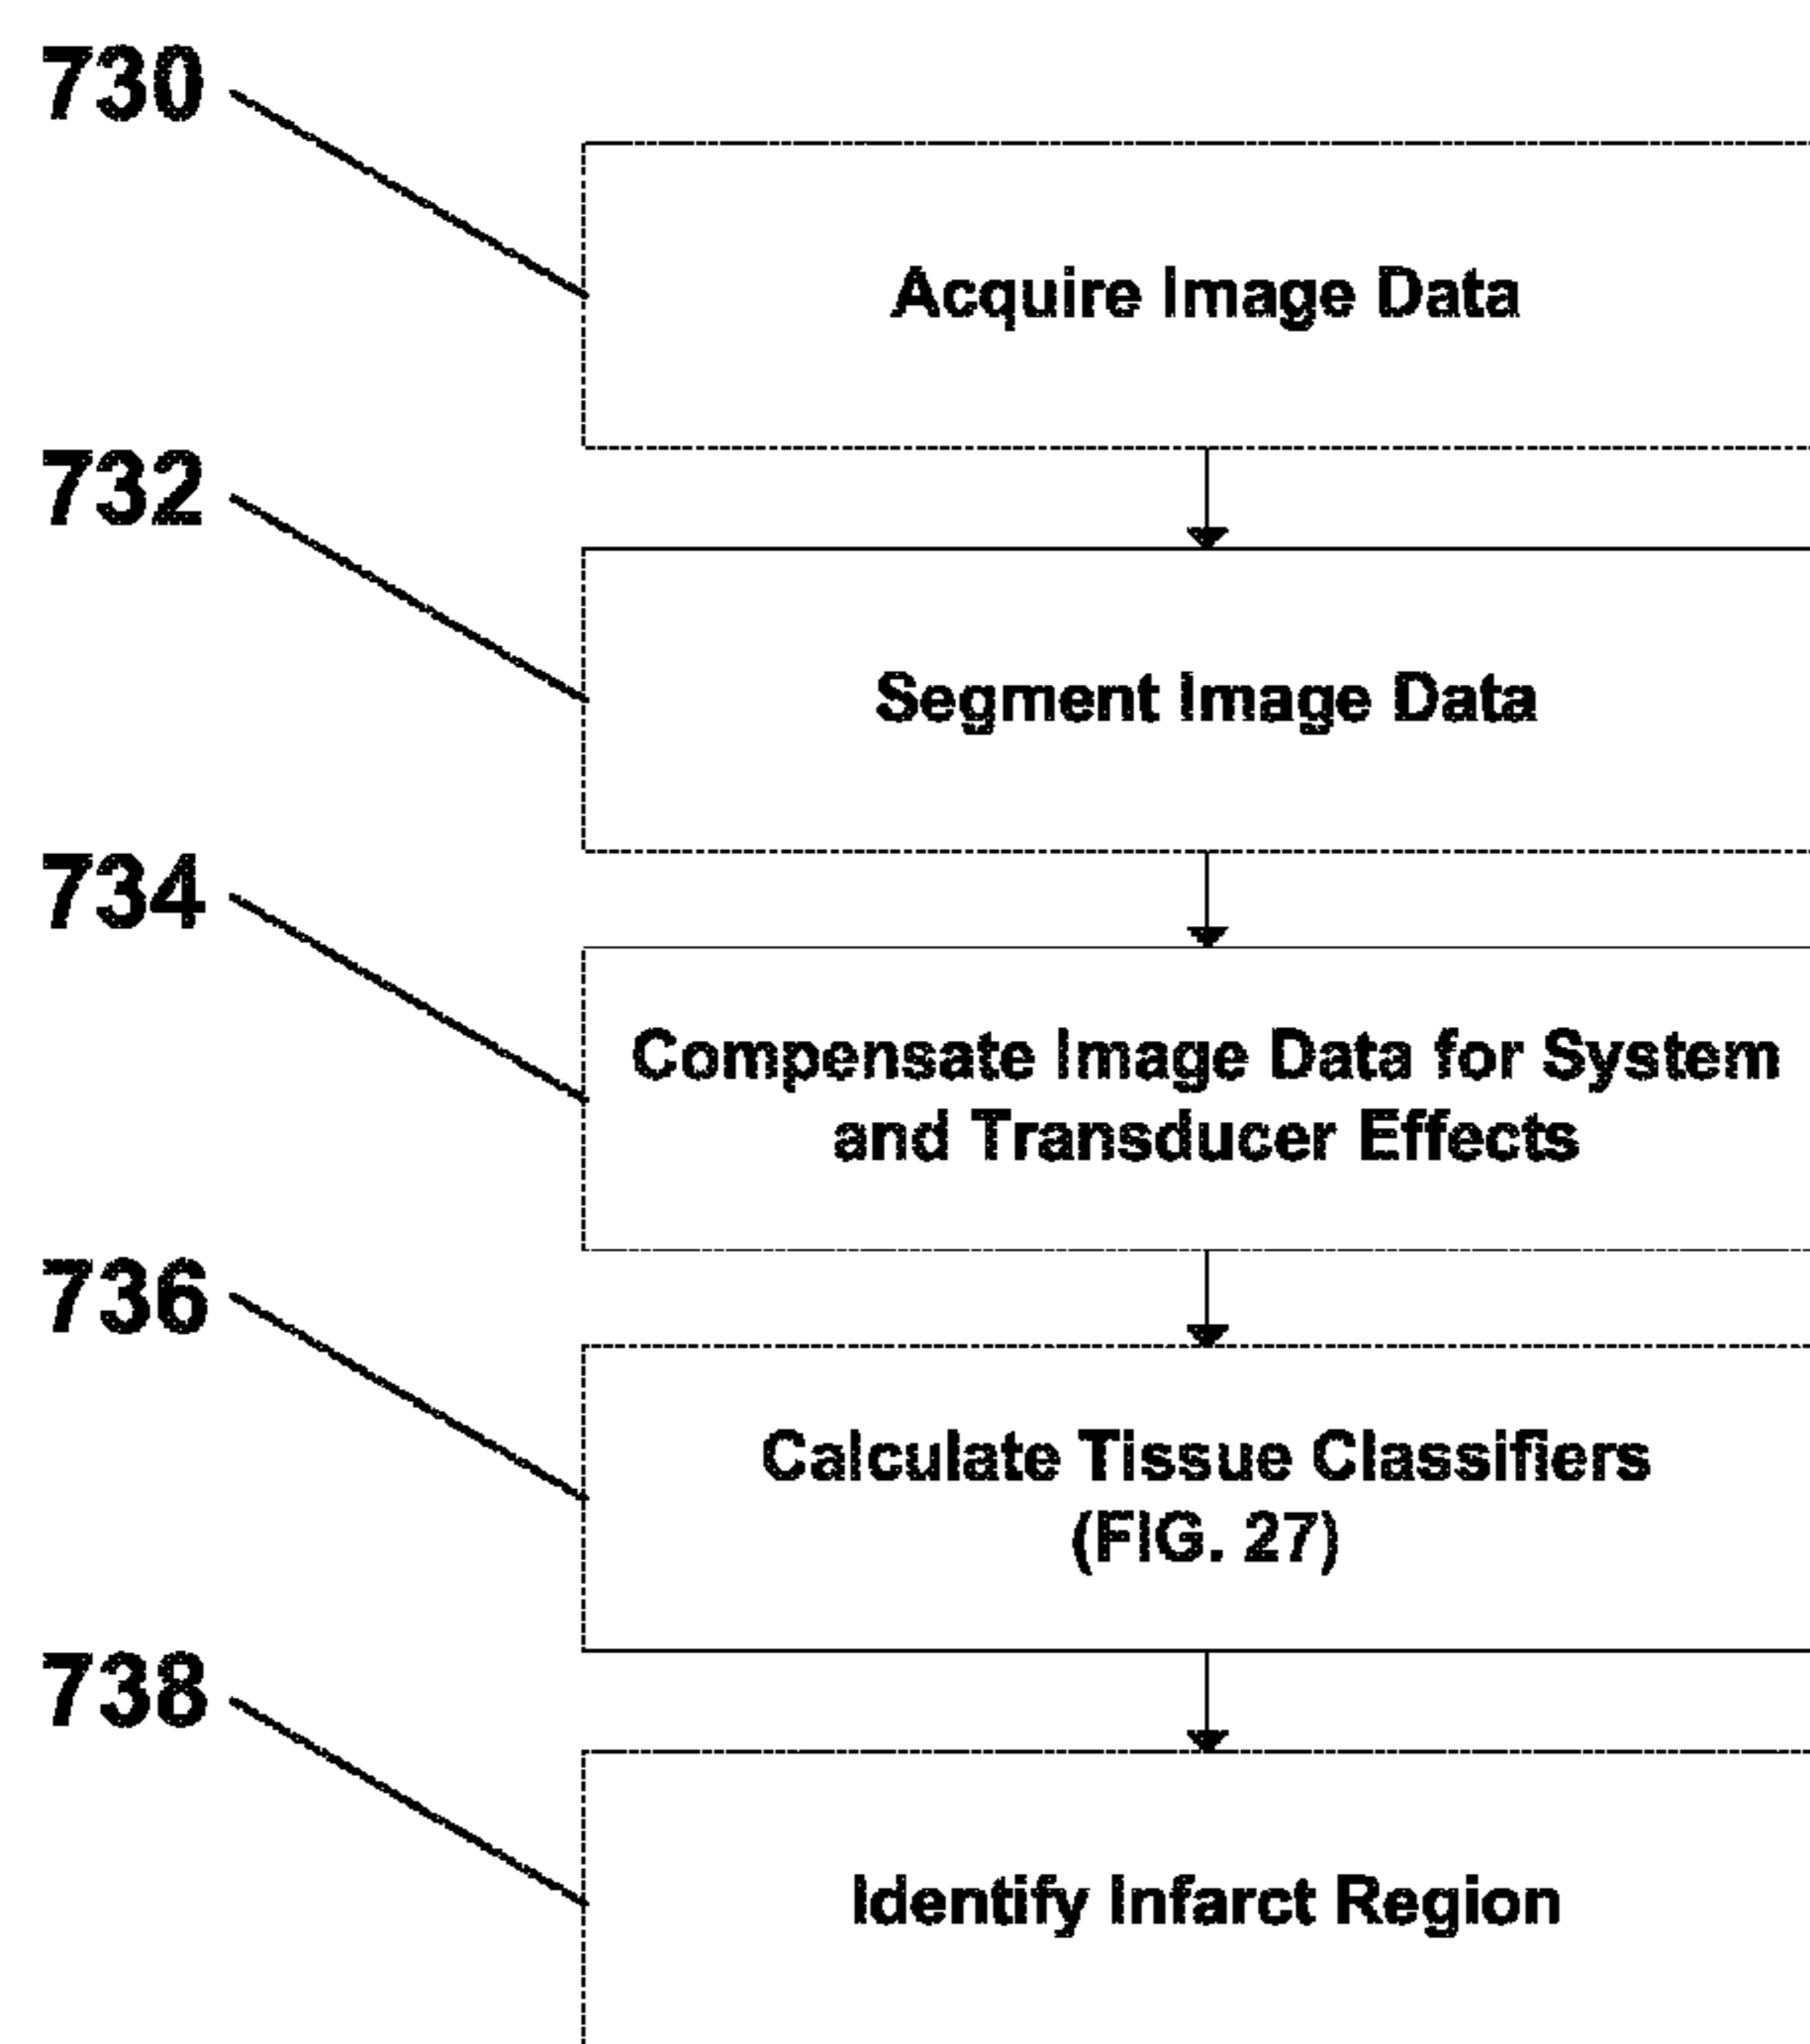 730
Acquire Image Data
732
Segment Image Data
734
Compensate Image Data for System
and Transducer Effects
736
Calculate Tissue Classifiers
(FIG. 27)
738
Identify Infarct Region